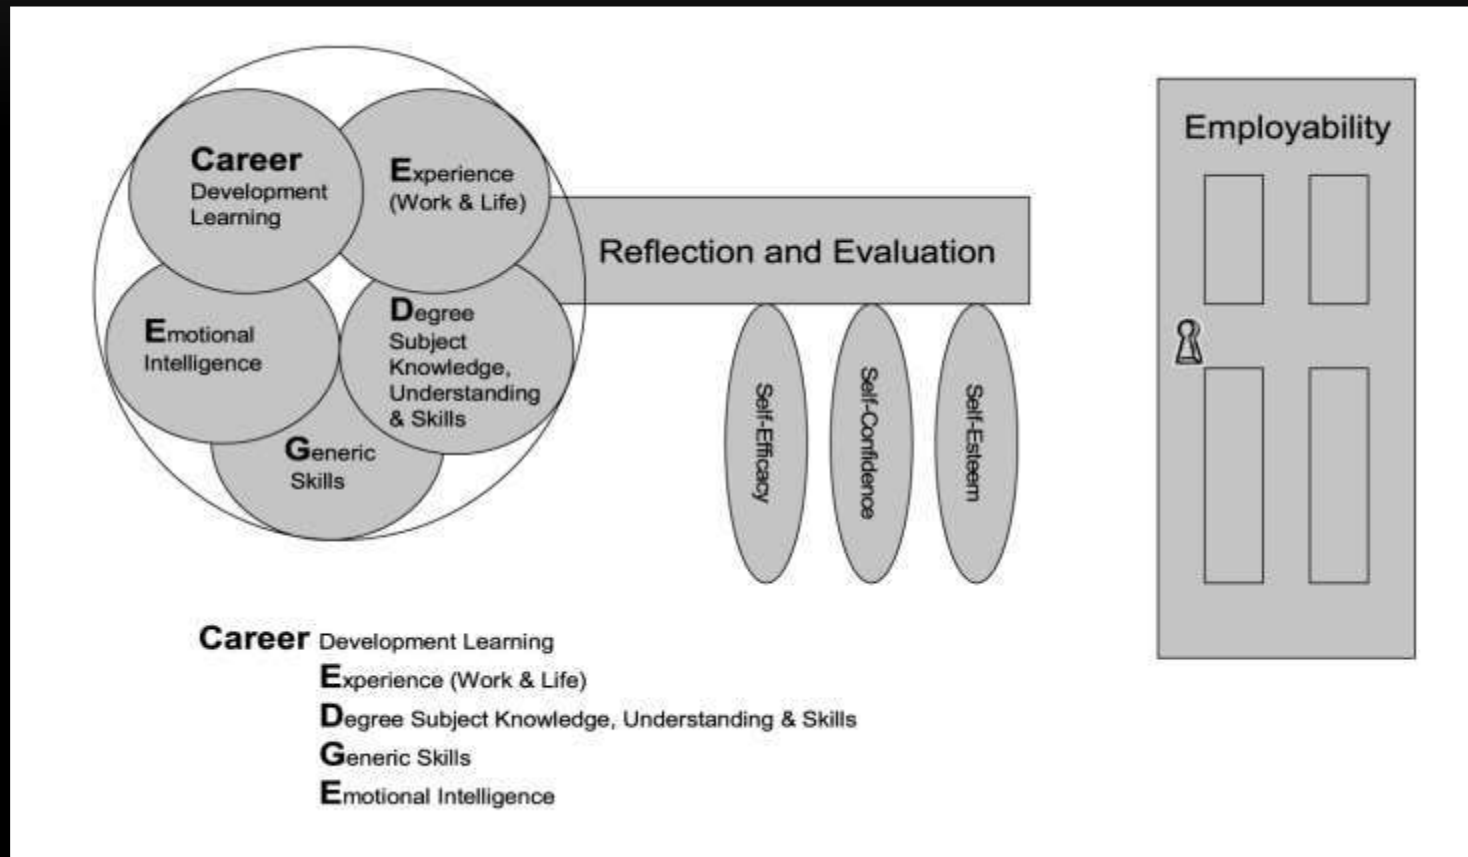 Career
Development
Learning
Experience
(Work & Life)
Emotional
Intelligence
Degree
Subject
Knowledge,
Understanding
& Skills
Generic
Skills
Reflection and Evaluation
Self-Efficacy
Self-Confidence
Self-Esteem
Employability
Career Development Learning
Experience (Work & Life)
Degree Subject Knowledge, Understanding & Skills
Generic Skills
Emotional Intelligence